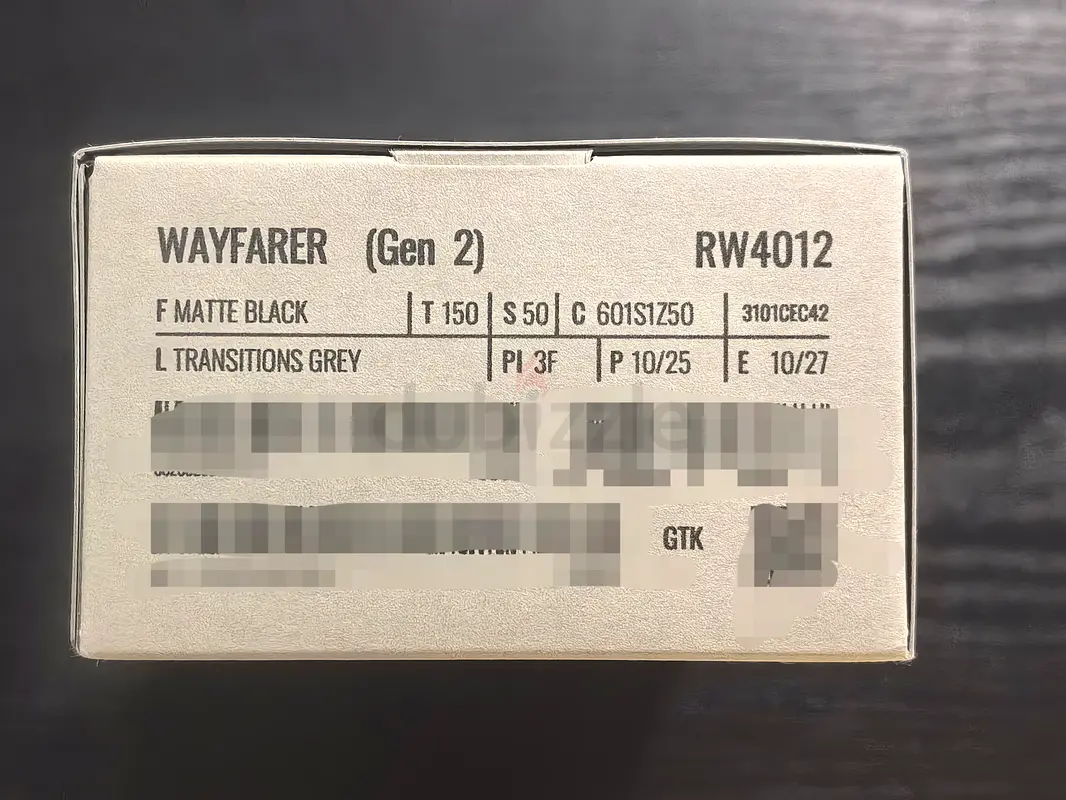 WAYFARER (Gen 2) RW4012
F MATTE BLACK T 150 S 50 C 601S1Z50 3101CEC42
L TRANSITIONS GREY PI 3F P 10/25 E 10/27
dubizzle
GTK